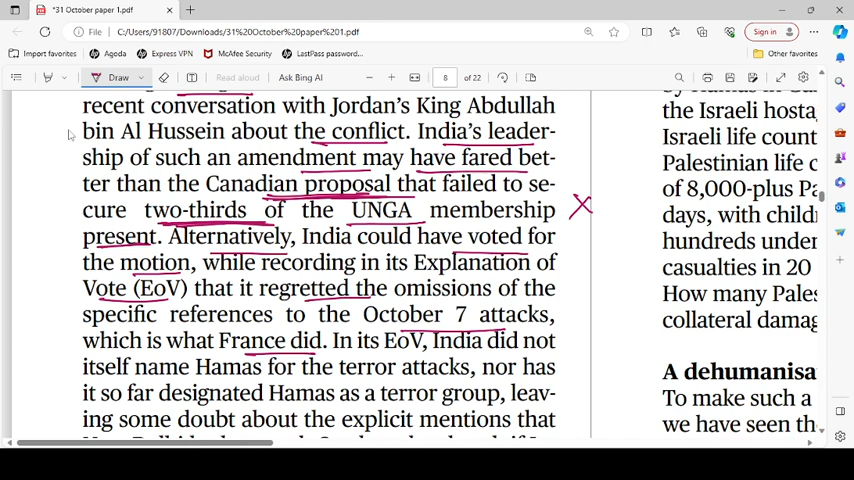 *31 October paper 1.pdf
File
C:/Users/91807/Downloads/31%20October%20paper%201.pdf
Sign in
Import favorites
Agoda
Express VPN
McAfee Security
LastPass password...
Other favorites
Draw
Read aloud
Ask Bing AI
8
of 22
recent conversation with Jordan's King Abdullah
bin Al Hussein about the conflict. India's leader-
ship of such an amendment may have fared bet-
ter than the Canadian proposal that failed to se-
cure two-thirds of the UNGA membership
present. Alternatively, India could have voted for
the motion, while recording in its Explanation of
Vote (EoV) that it regretted the omissions of the
specific references to the October 7 attacks,
which is what France did. In its EoV, India did not
itself name Hamas for the terror attacks, nor has
it so far designated Hamas as a terror group, leav-
ing some doubt about the explicit mentions that
the Israeli hosta
Israeli life count
Palestinian life c
of 8,000-plus Pa
days, with childr
hundreds under
casualties in 20
How many Pales
collateral damag
A dehumanisa
To make such a
we have seen the